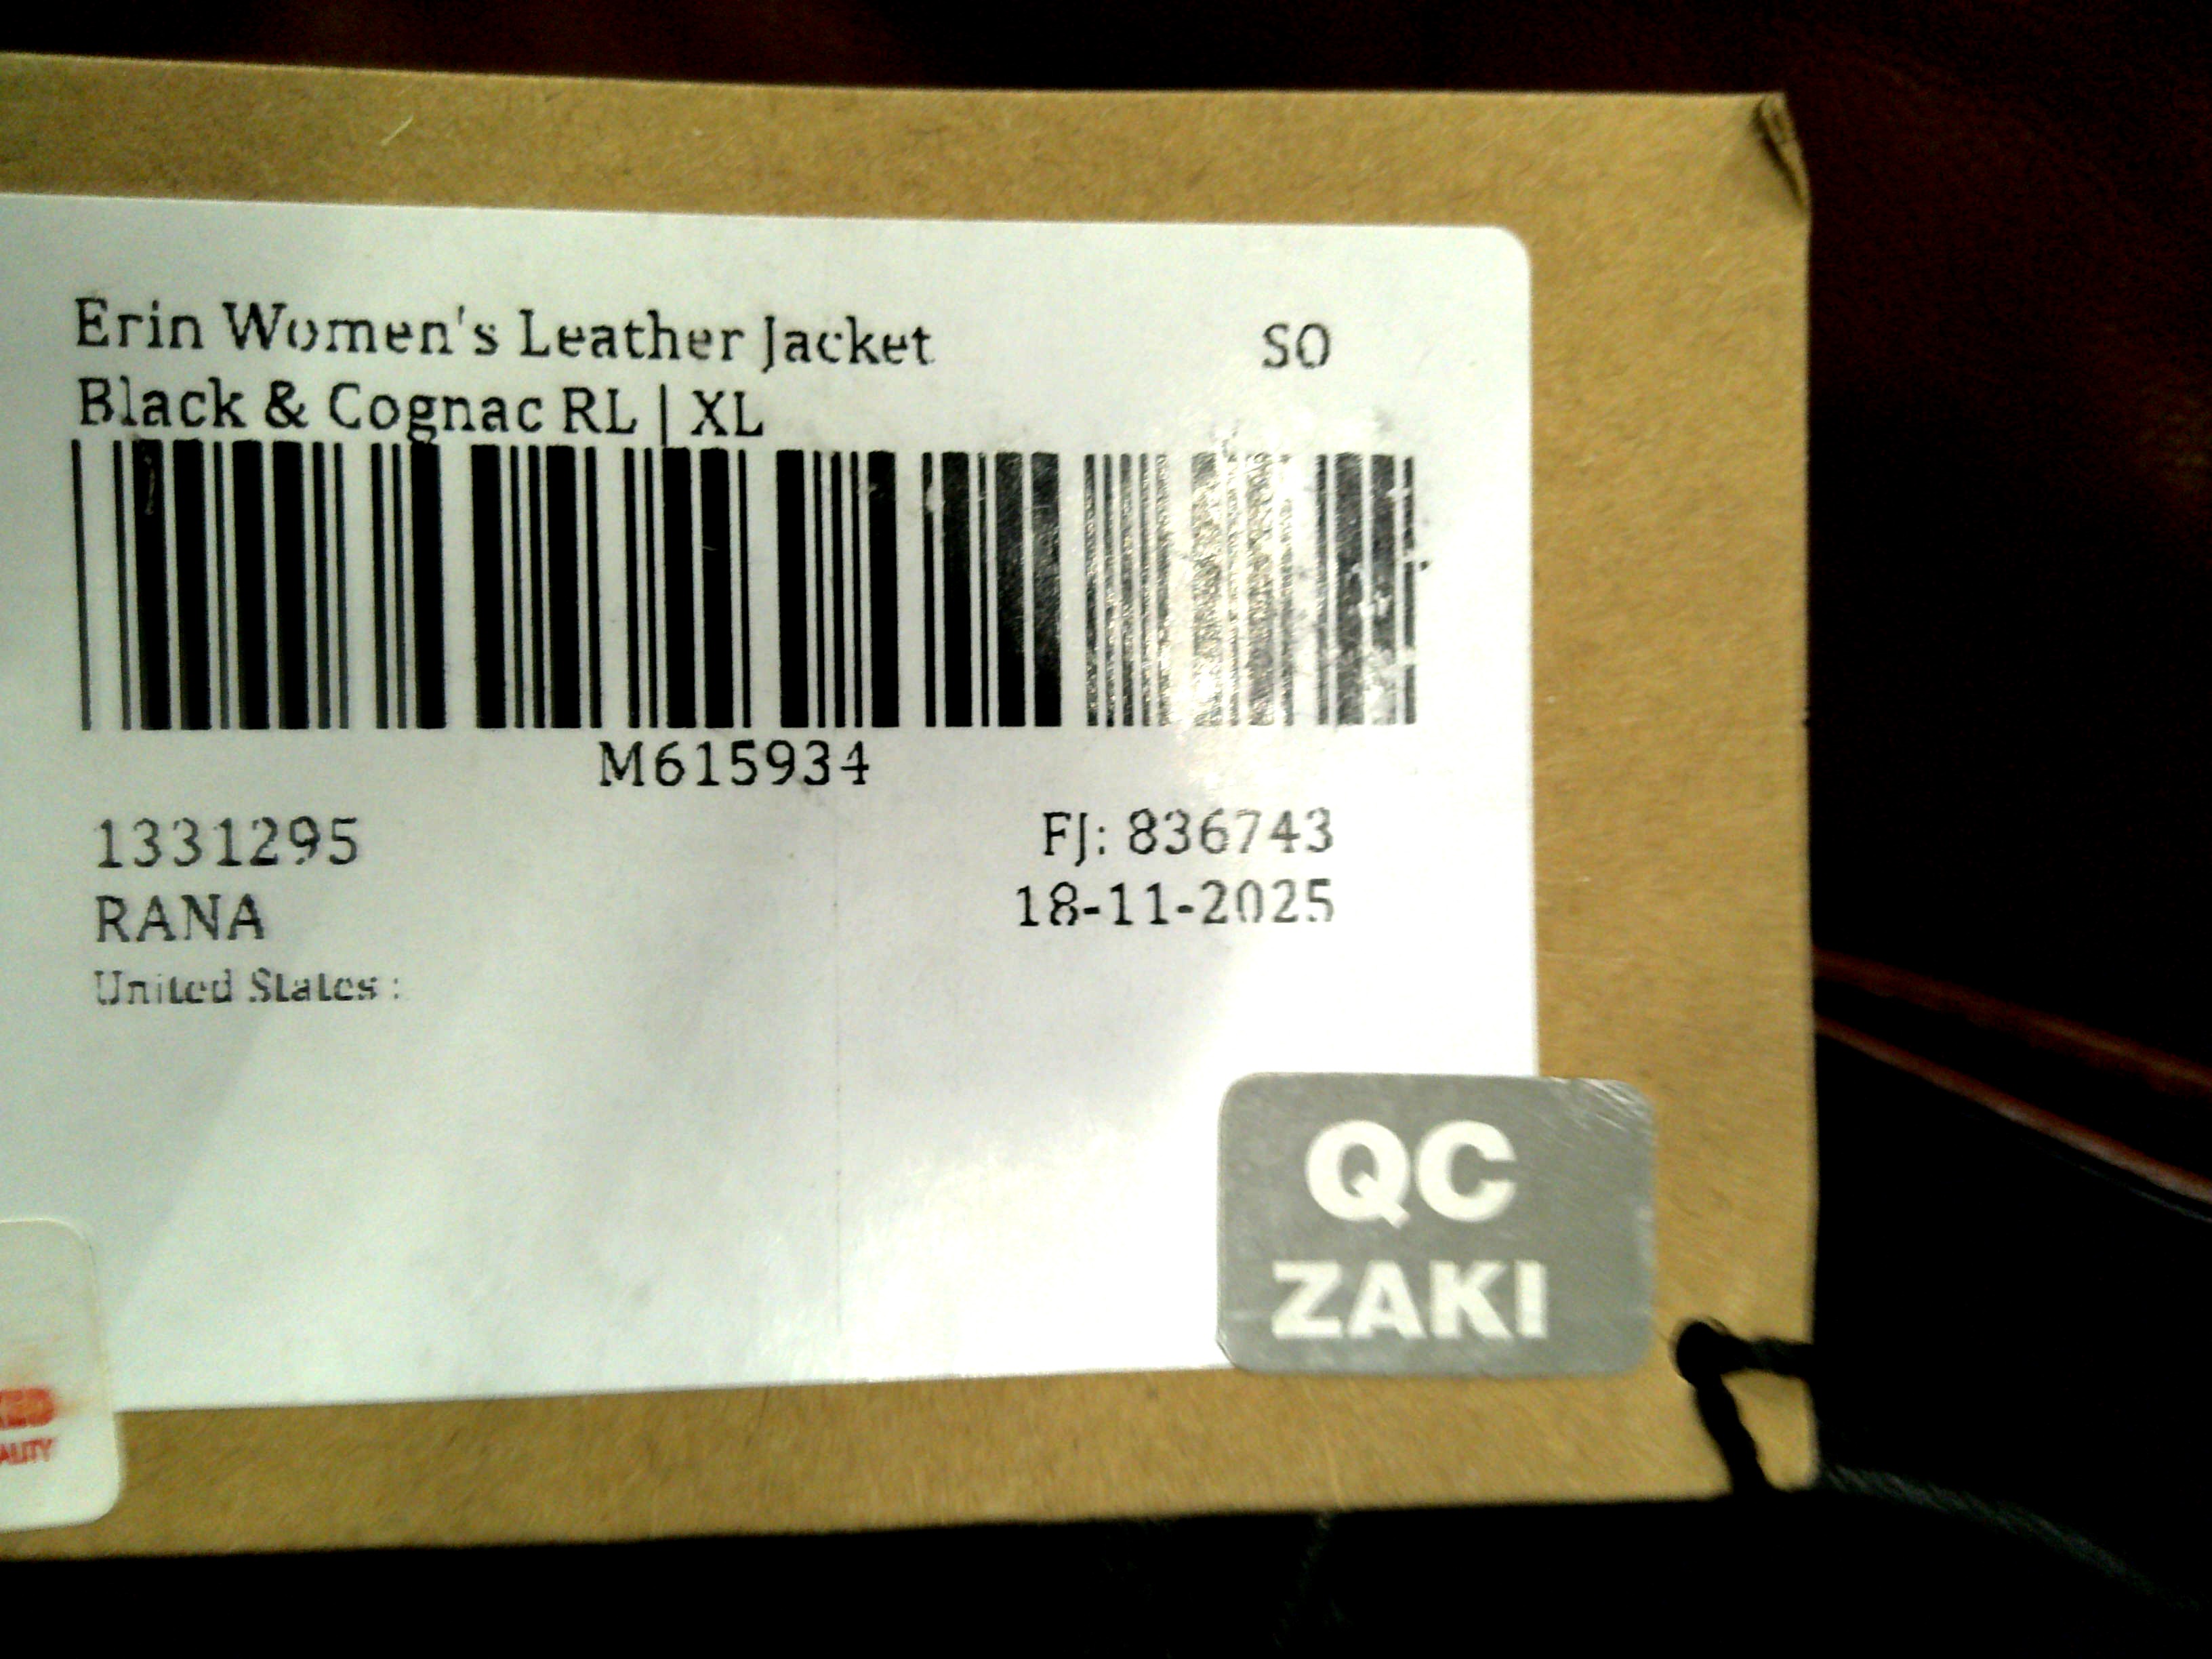 Erin Women's Leather Jacket SO
Black & Cognac RL | XL
M615934
1331295 FJ: 836743
RANA 18-11-2025
United States :
QC
ZAKI